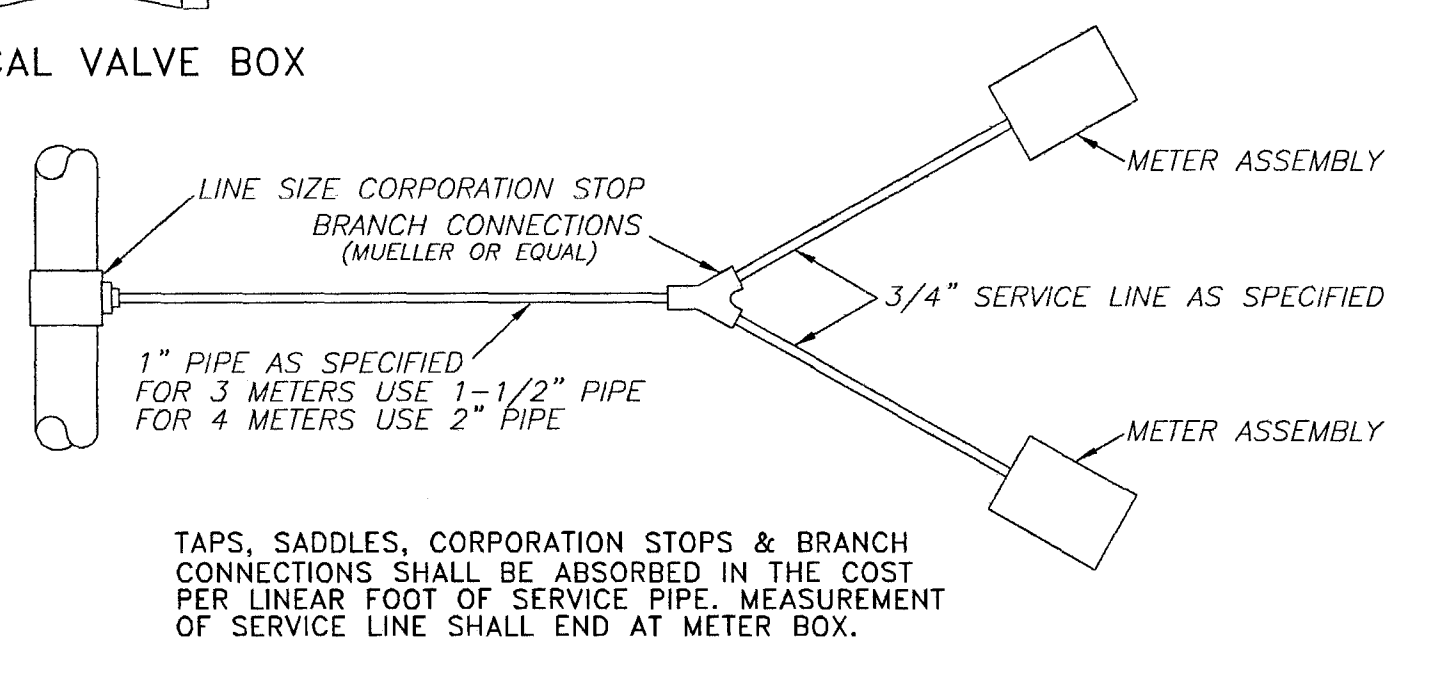 VALVE BOX
METER ASSEMBLY
LINE SIZE CORPORATION STOP
BRANCH CONNECTIONS
(MUELLER OR EQUAL)
3/4" SERVICE LINE AS SPECIFIED
1" PIPE AS SPECIFIED
FOR 3 METERS USE 1-1/2" PIPE
FOR 4 METERS USE 2" PIPE
METER ASSEMBLY
TAPS, SADDLES, CORPORATION STOPS & BRANCH
CONNECTIONS SHALL BE ABSORBED IN THE COST
PER LINEAR FOOT OF SERVICE PIPE. MEASUREMENT
OF SERVICE LINE SHALL END AT METER BOX.